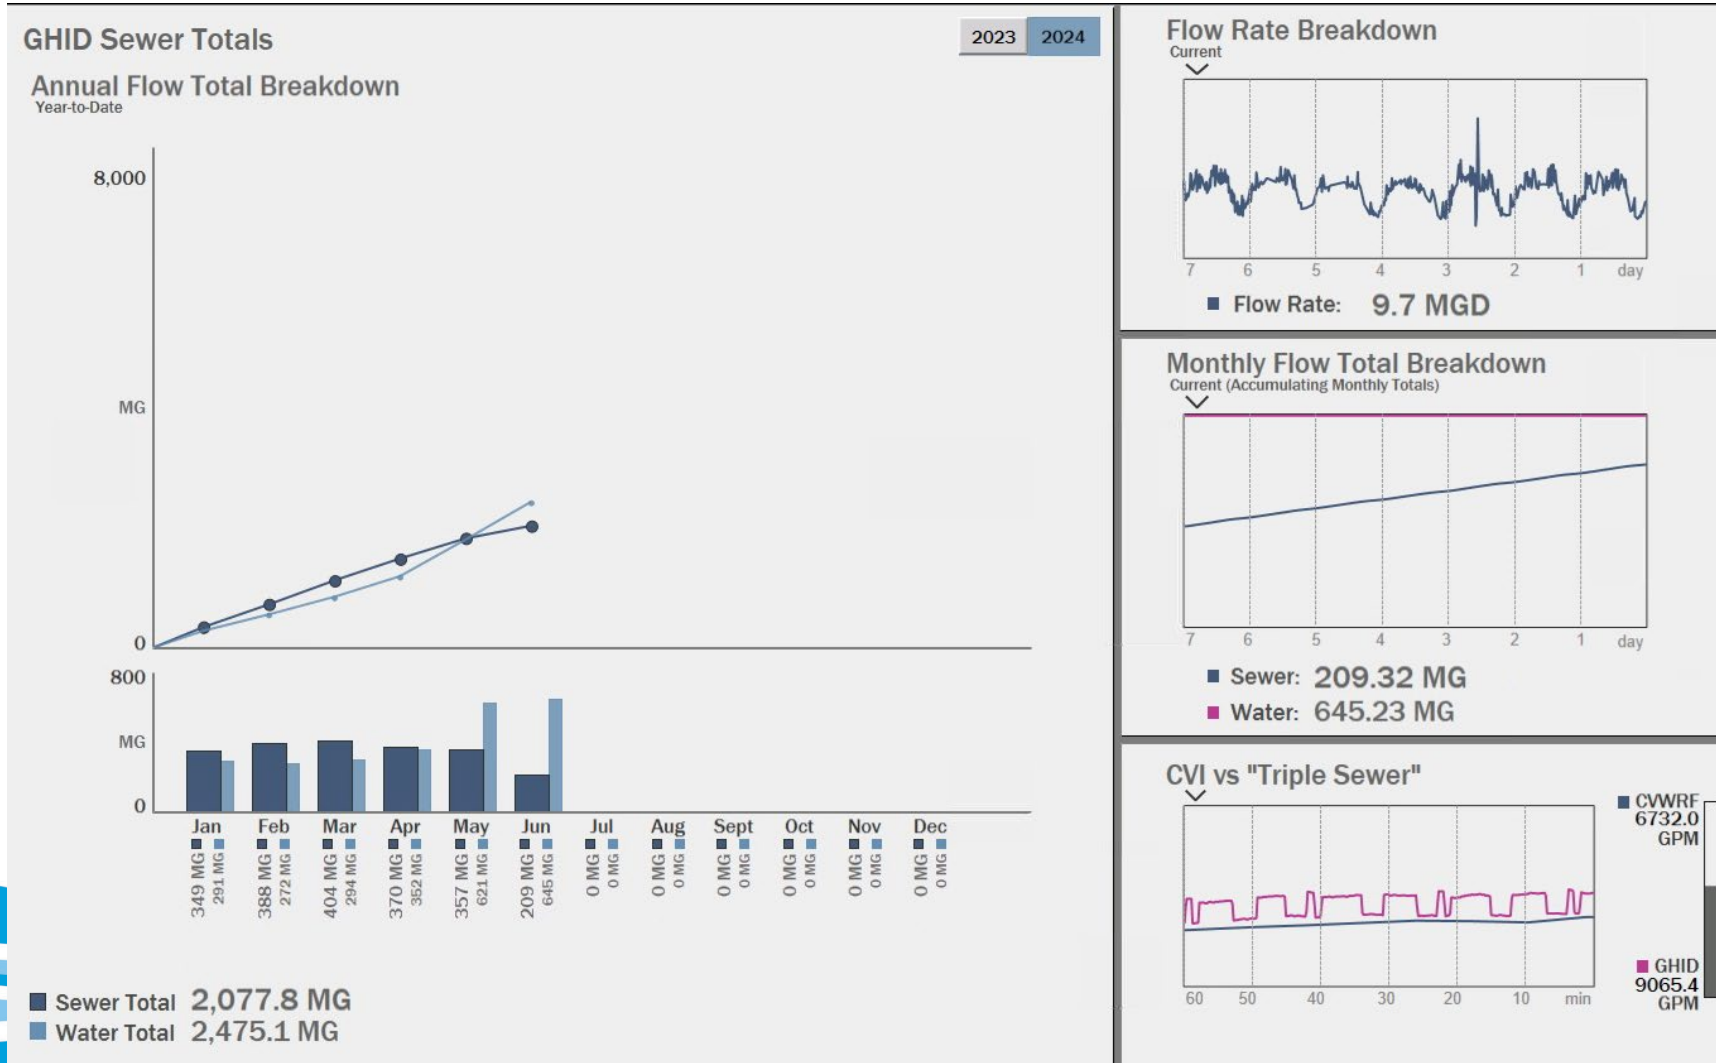 GHID Sewer Totals
2023 2024
Annual Flow Total Breakdown
Year-to-Date
8,000
MG
0
800
MG
0
Jan Feb Mar Apr May Jun Jul Aug Sept Oct Nov Dec
349 MG 291 MG 388 MG 272 MG 404 MG 294 MG 370 MG 352 MG 357 MG 621 MG 209 MG 645 MG 0 MG 0 MG 0 MG 0 MG 0 MG 0 MG 0 MG 0 MG 0 MG 0 MG 0 MG 0 MG
Sewer Total 2,077.8 MG
Water Total 2,475.1 MG
Flow Rate Breakdown
Current
7 6 5 4 3 2 1 day
Flow Rate: 9.7 MGD
Monthly Flow Total Breakdown
Current (Accumulating Monthly Totals)
7 6 5 4 3 2 1 day
Sewer: 209.32 MG
Water: 645.23 MG
CVI vs "Triple Sewer"
CVWRF
6732.0
GPM
GHID
9065.4
GPM
60 50 40 30 20 10 min